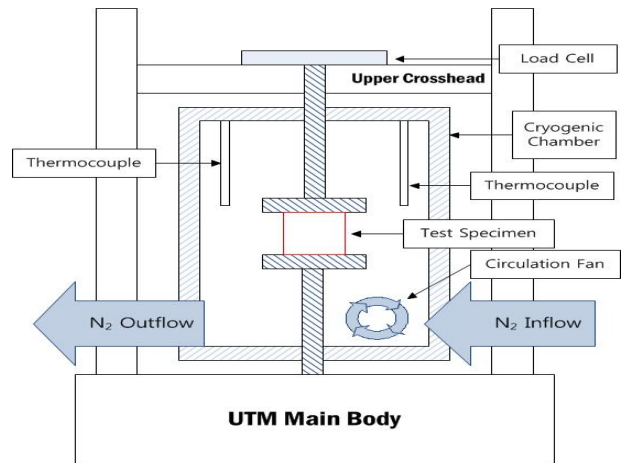 Load Cell
Upper Crosshead
Cryogenic
Chamber
Thermocouple
Thermocouple
Test Specimen
Circulation Fan
N₂ Outflow
N₂ Inflow
UTM Main Body